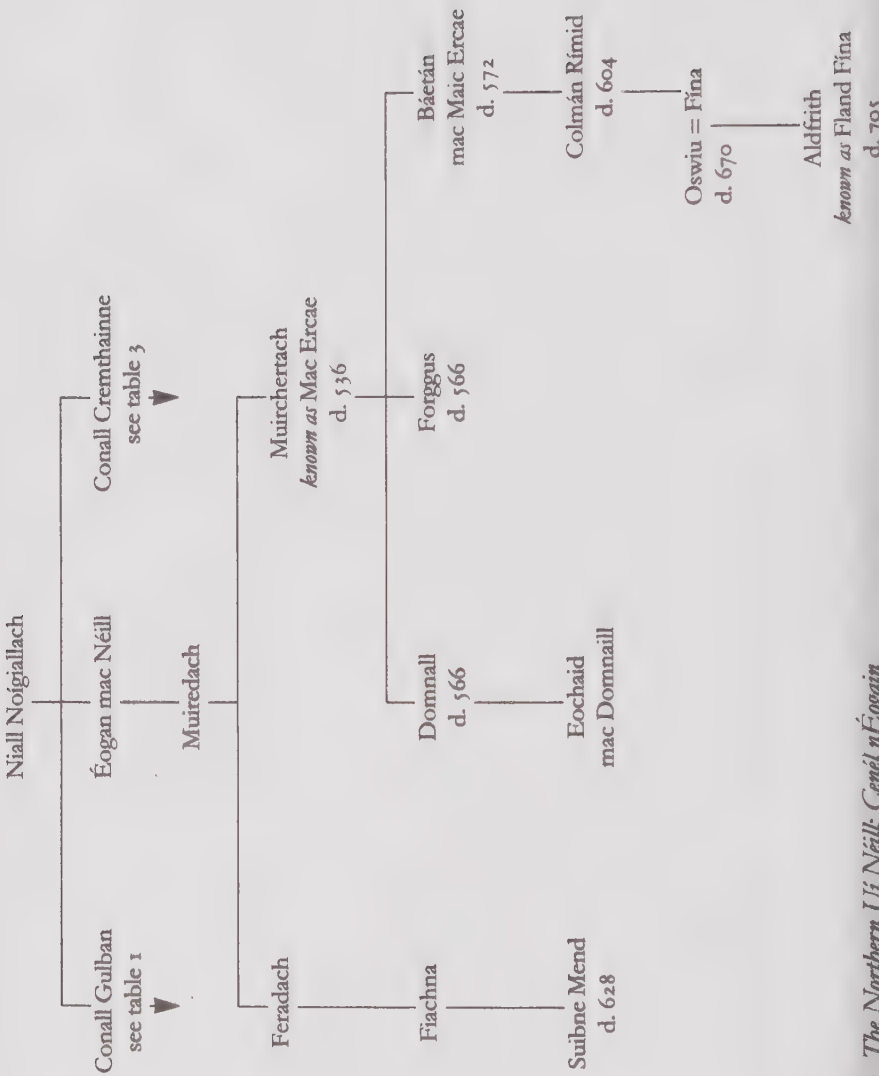 Niall Noígiallach
Conall Gulban
see table 1
Éogan mac Néill
Conall Cremthainne
see table 3
Muiredach
Feradach
Muirchertach
known as Mac Ercae
d. 536
Fiachna
Domnall
d. 566
Forggus
d. 566
Báetán
mac Maic Ercae
d. 572
Suibne Mend
d. 628
Eochaid
mac Domnaill
Colmán Rímid
d. 604
Oswiu = Fína
d. 670
Aldfrith
known as Fland Fína
d. 705
The Northern Uí Néill: Cenél nÉogain